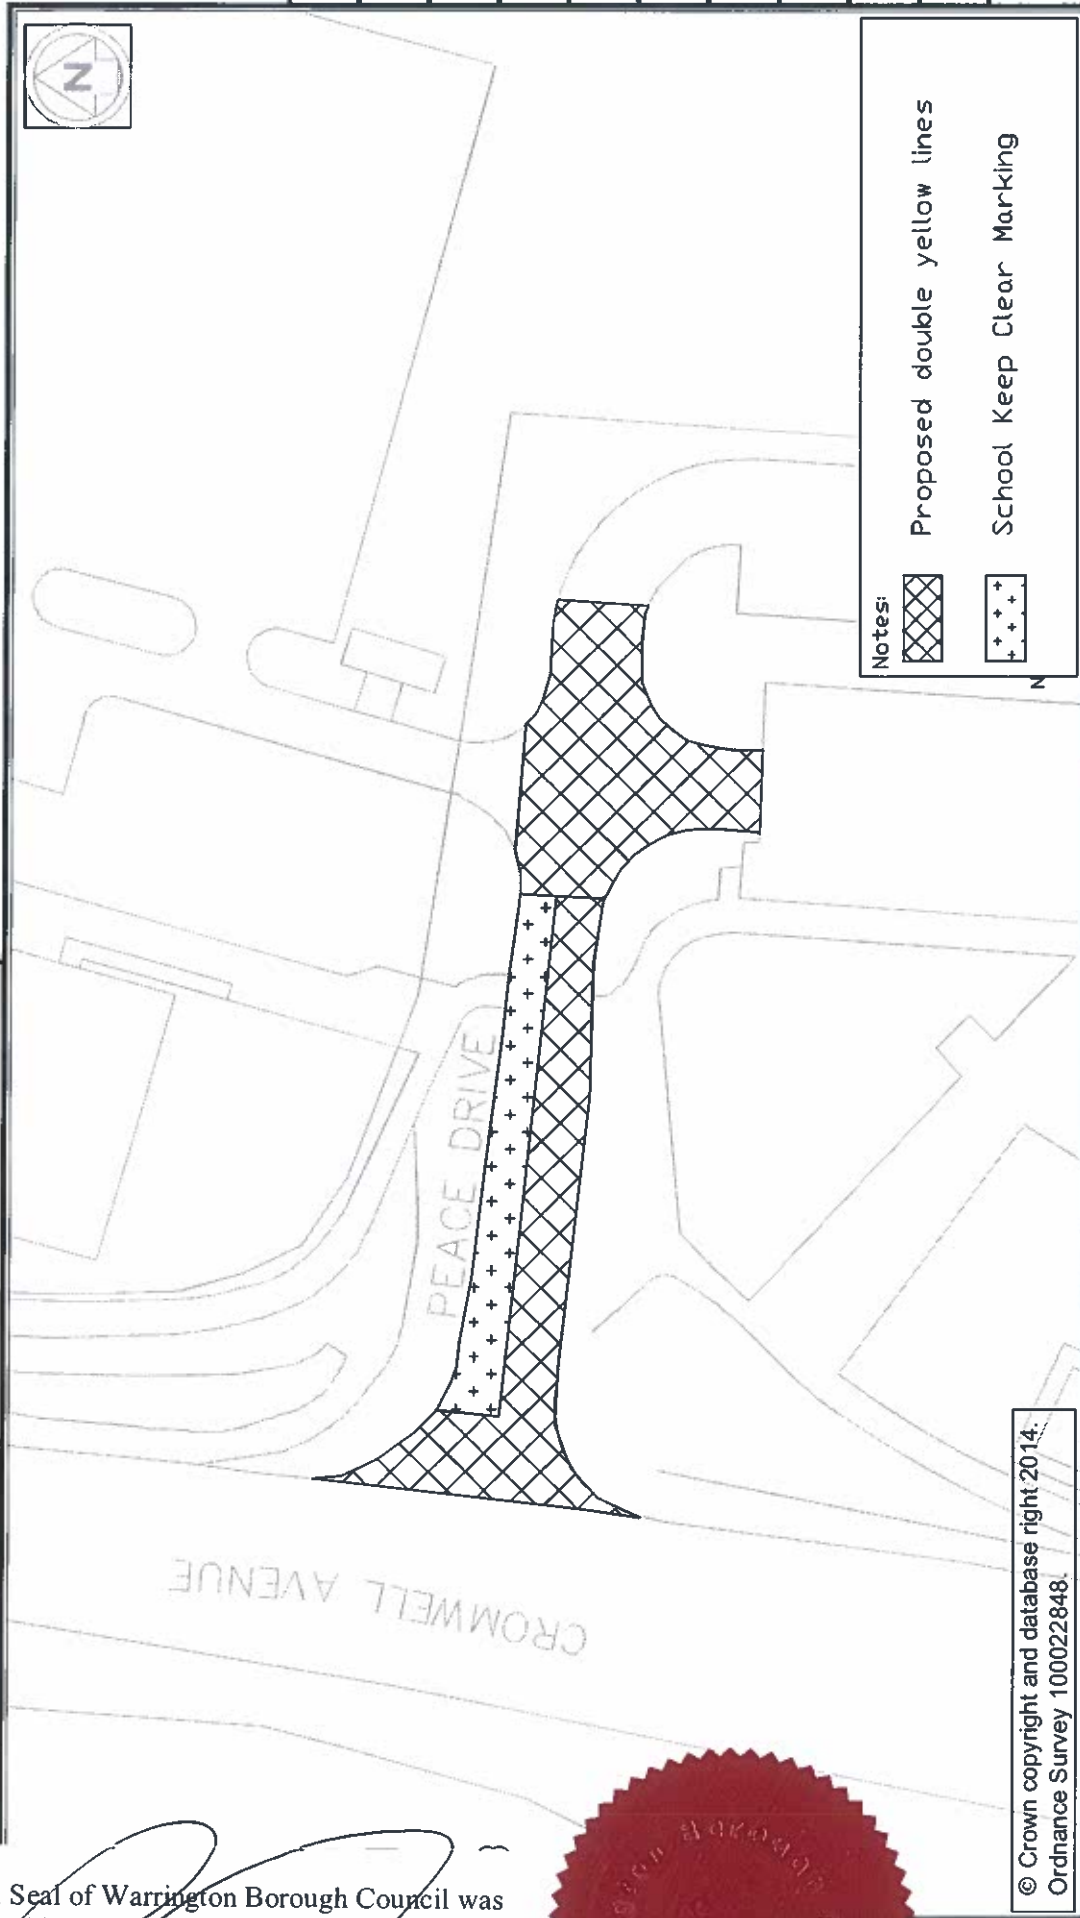 N
PEACE DRIVE
CROMWELL AVENUE
Notes:
Proposed double yellow lines
School Keep Clear Marking
N
© Crown copyright and database right 2014.
Ordnance Survey 100022848.
Seal of Warrington Borough Council was